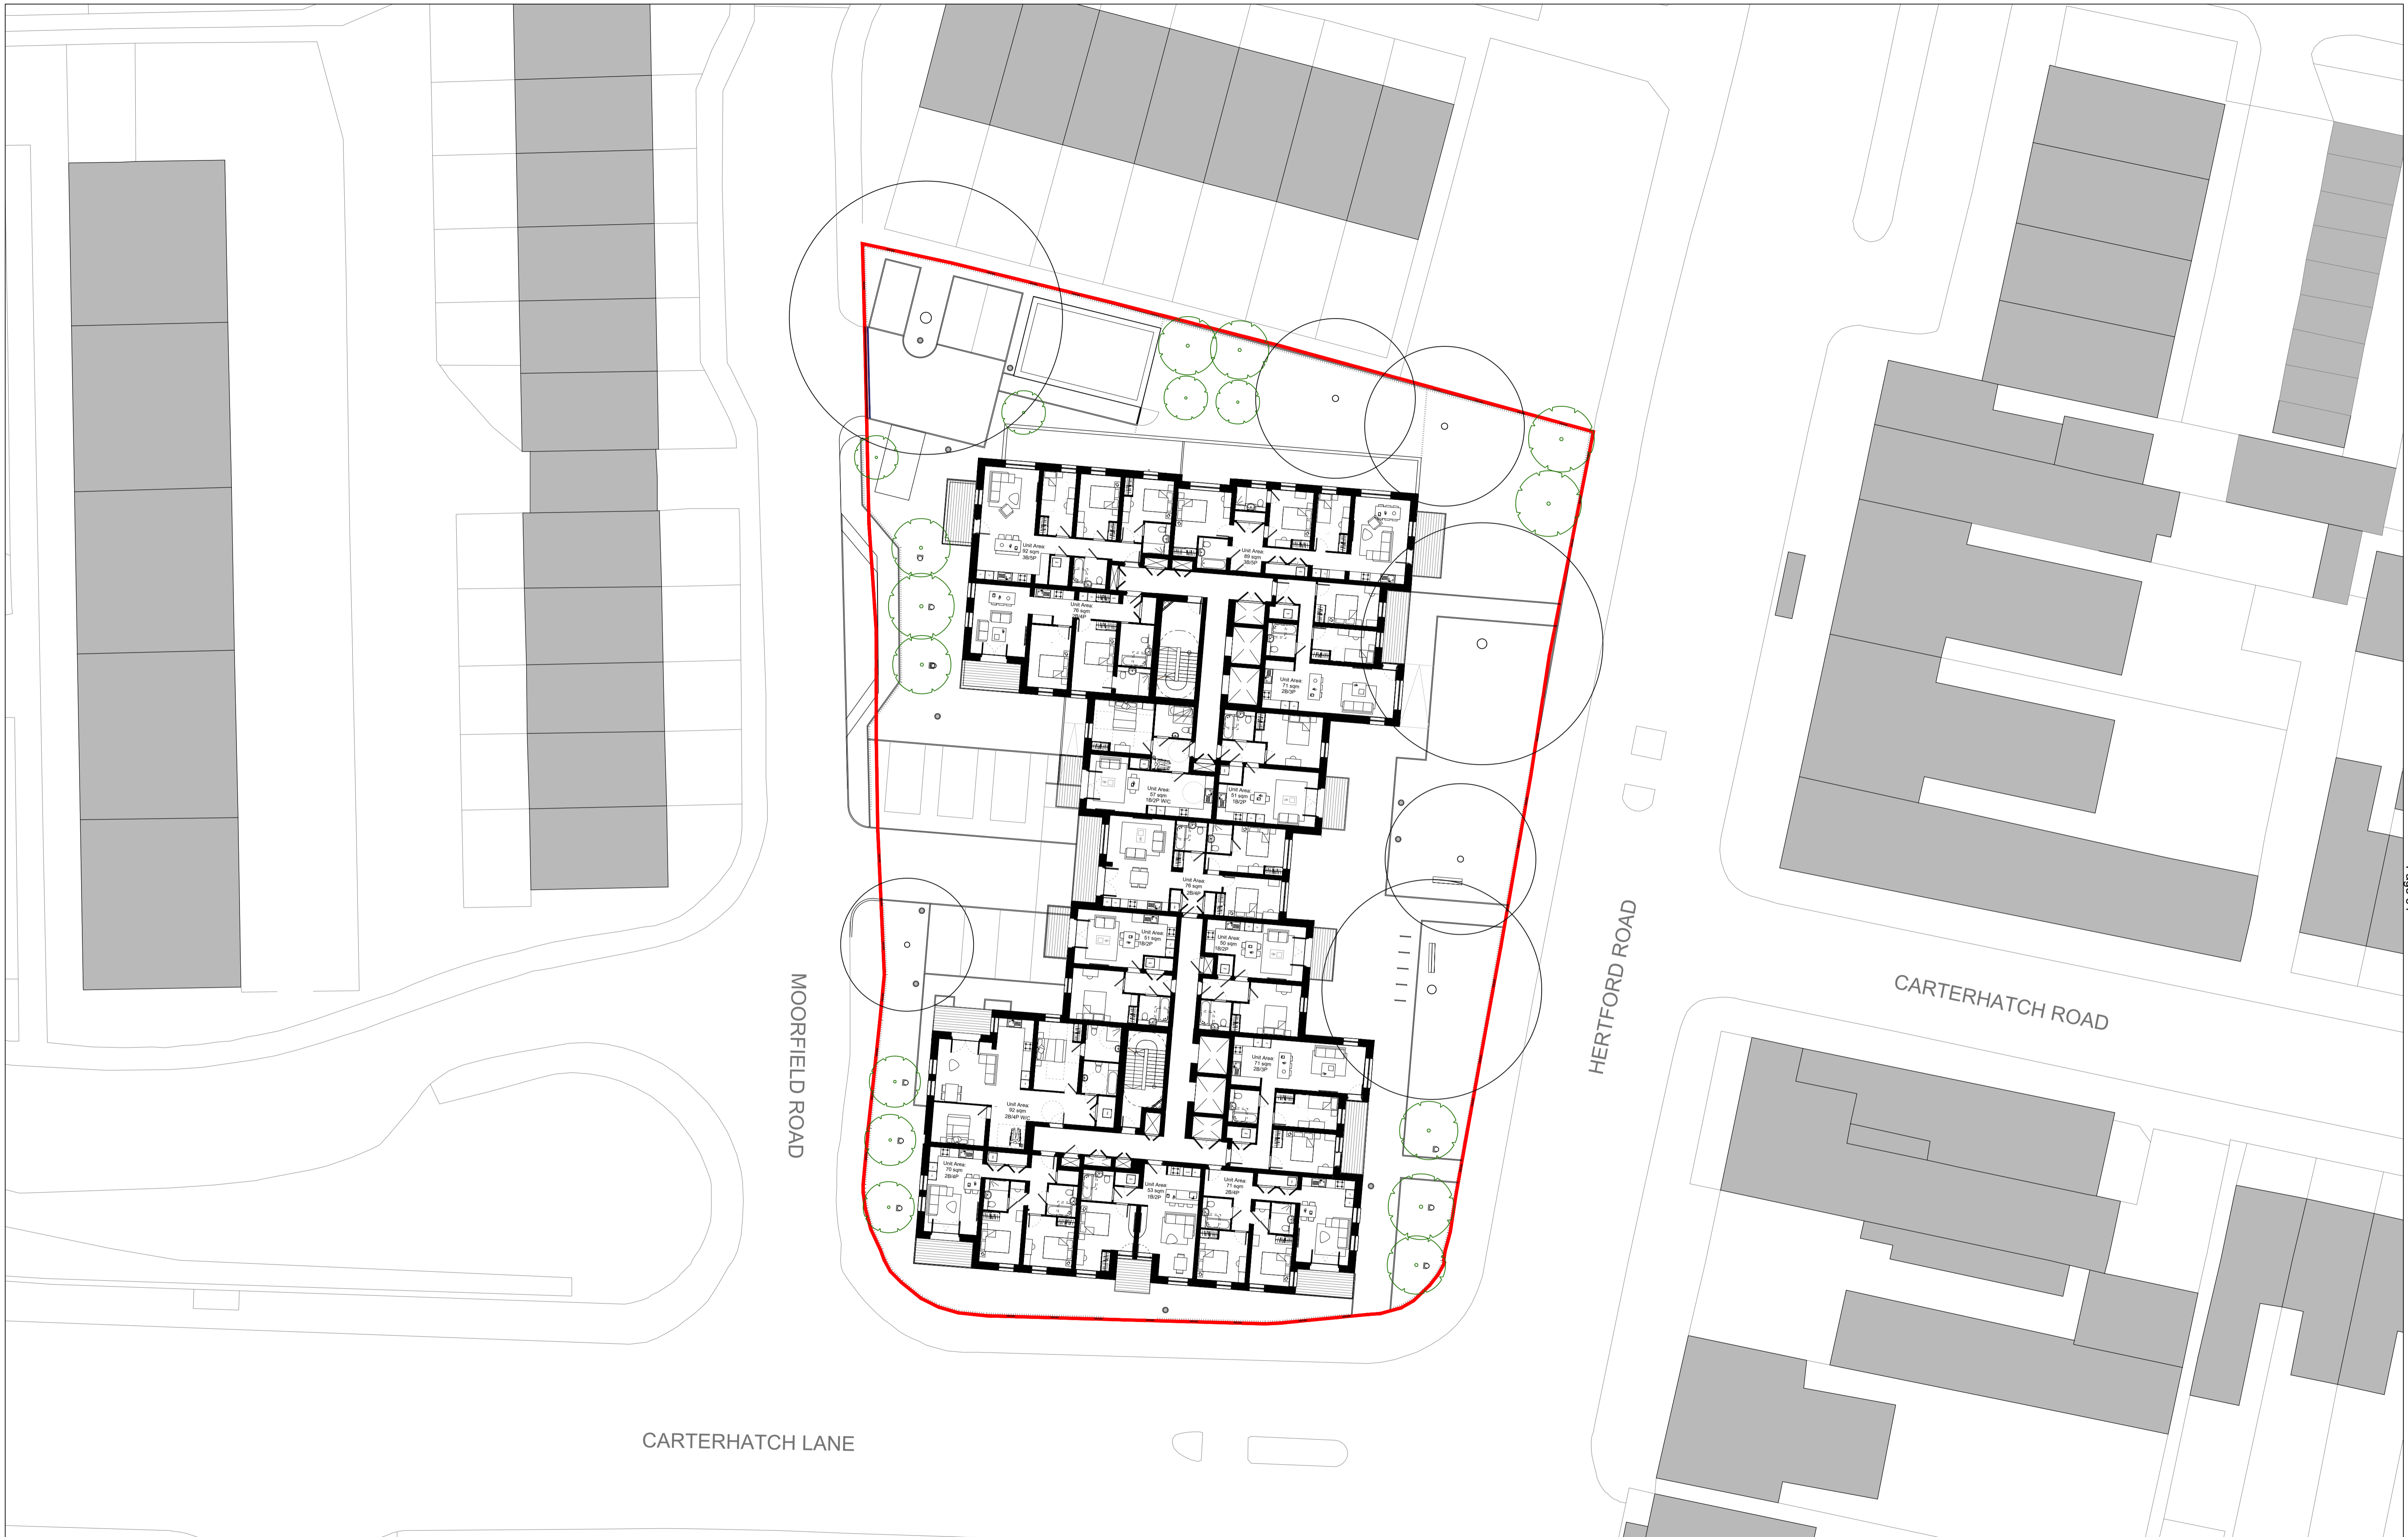 Unit Area:
92 sqm
3B/5P
Unit Area:
89 sqm
3B/5P
Unit Area:
76 sqm
2B/4P
Unit Area:
71 sqm
2B/3P
Unit Area:
57 sqm
1B/2P W/C
Unit Area:
51 sqm
1B/2P
Unit Area:
76 sqm
2B/4P
Unit Area:
51 sqm
1B/2P
Unit Area:
50 sqm
1B/2P
Unit Area:
71 sqm
2B/3P
Unit Area:
92 sqm
2B/4P W/C
Unit Area:
70 sqm
2B/4P
Unit Area:
53 sqm
1B/2P
Unit Area:
71 sqm
2B/4P
MOORFIELD ROAD
HERTFORD ROAD
CARTERHATCH ROAD
CARTERHATCH LANE